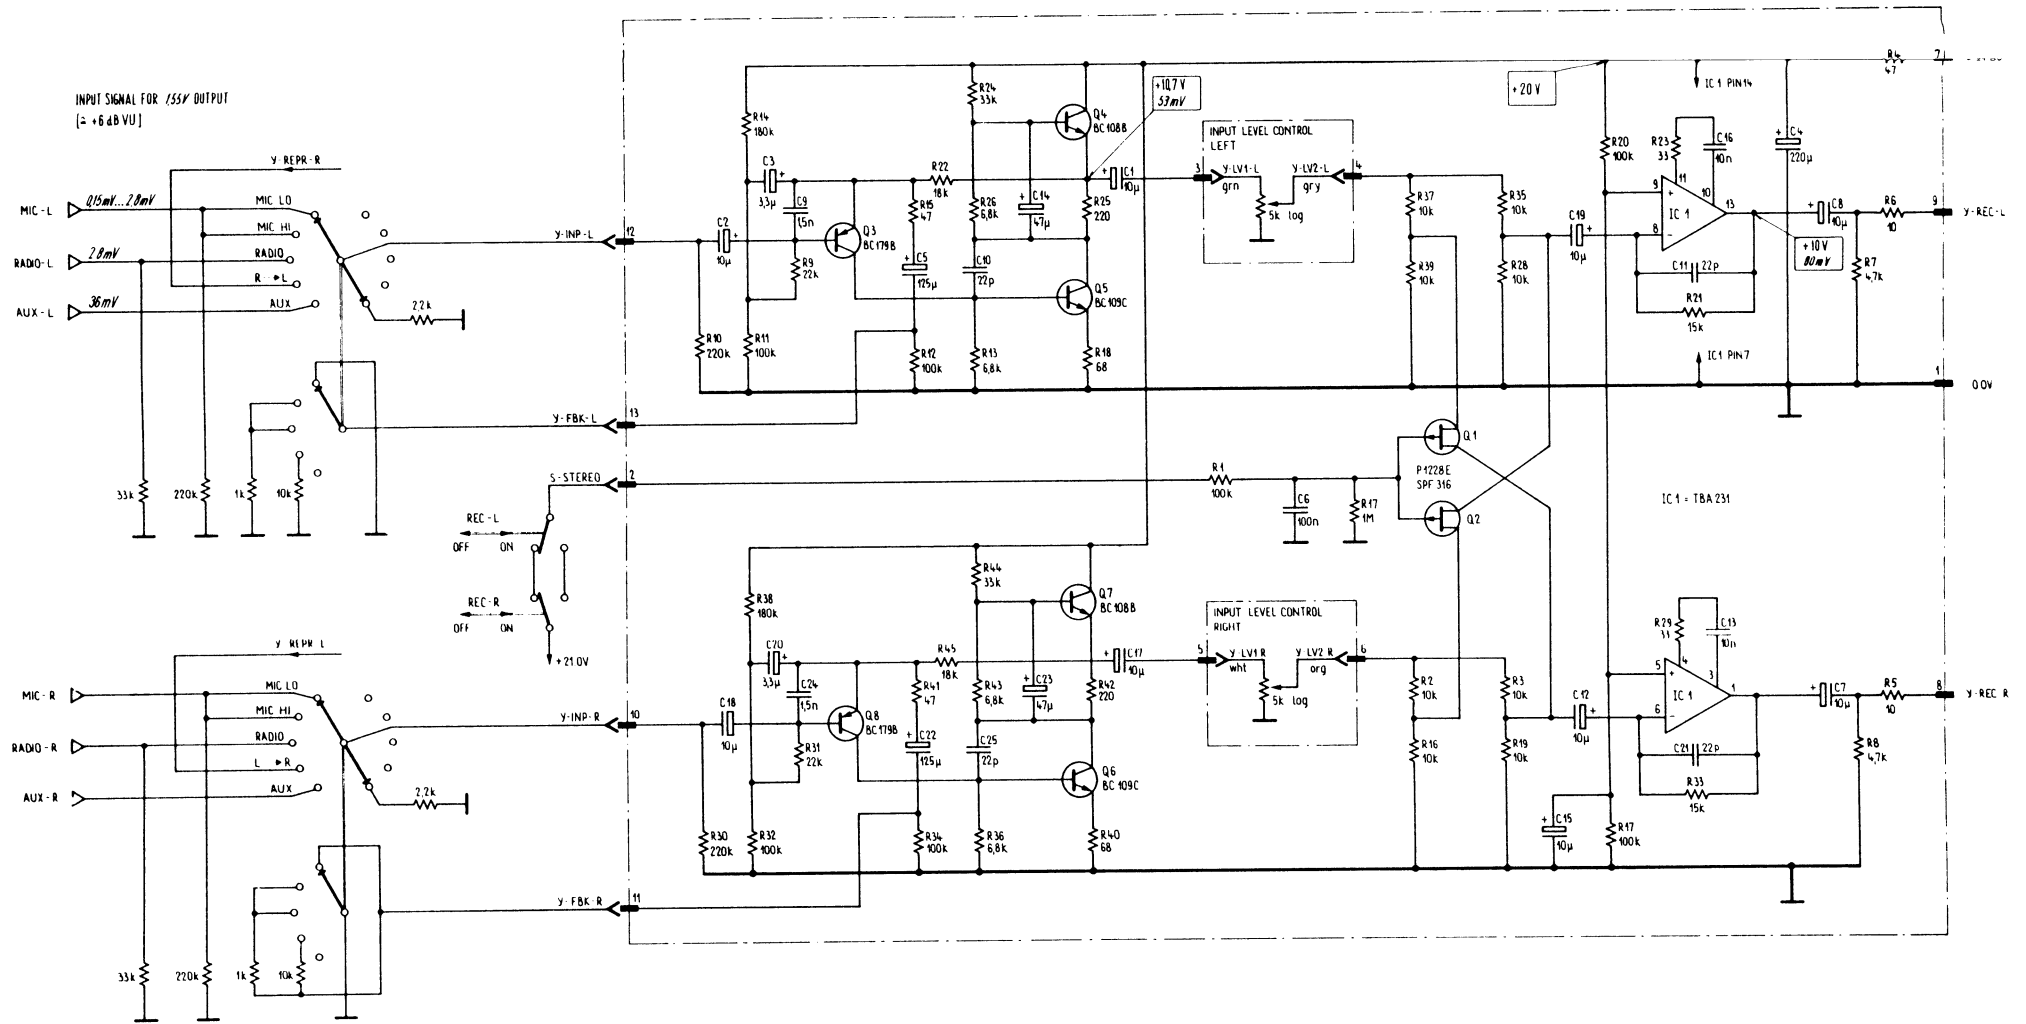 INPUT SIGNAL FOR 1,55V OUTPUT
[≙ +6 dB VU]
Y-REPR-R
MIC-L
0,15mV...2,8mV
MIC LO
MIC HI
RADIO-L
2,8mV
RADIO
R → L
AUX-L
36mV
AUX
2,2k
Y-INP-L
12
Y-FBK-L
13
33k
220k
1k
10k
S-STEREO
2
REC-L
OFF ON
REC-R
OFF ON
+21.0V
R14
180k
C3
3,3µ
C9
1,5n
C2
10µ
R9
22k
Q3
BC179B
R10
220k
R11
100k
R22
18k
R15
47
C5
125µ
R12
100k
R24
33k
R26
6,8k
C14
47µ
C10
22p
R13
6,8k
Q4
BC108B
R25
220
Q5
BC109C
R18
68
+10,7 V
53mV
C1
10µ
3
INPUT LEVEL CONTROL
LEFT
Y-LV1-L
grn
Y-LV2-L
gry
5k log
4
R37
10k
R39
10k
R35
10k
R28
10k
+20V
R20
100k
C19
10µ
R23
33
C16
10n
IC1 PIN14
C4
220µ
R4
47
7
9
8
11
10
13
IC 1
C11
22p
R21
15k
IC1 PIN7
+10V
80mV
C8
10µ
R7
4,7k
R6
10
9
Y-REC-L
1
0.0V
R1
100k
C6
100n
R17
1M
Q1
P1228E
SPF 316
Q2
IC 1 = TBA 231
Y REPR L
MIC-R
MIC LO
MIC HI
RADIO-R
RADIO
L → R
AUX-R
AUX
2,2k
Y-INP-R
10
Y-FBK-R
11
33k
220k
1k
10k
R38
180k
C20
3,3µ
C24
1,5n
C18
10µ
R31
22k
Q8
BC179B
R30
220k
R32
100k
R45
18k
R41
47
C22
125µ
R34
100k
R44
33k
R43
6,8k
C23
47µ
C25
22p
R36
6,8k
Q7
BC108B
R42
220
Q6
BC109C
R40
68
C17
10µ
5
INPUT LEVEL CONTROL
RIGHT
Y-LV1 R
wht
Y-LV2 R
org
5k log
6
R2
10k
R16
10k
R3
10k
R19
10k
C12
10µ
C15
10µ
R17
100k
R29
33
C13
10n
5
6
4
3
1
IC 1
C21
22p
R33
15k
C7
10µ
R8
4,7k
R5
10
8
Y-REC R